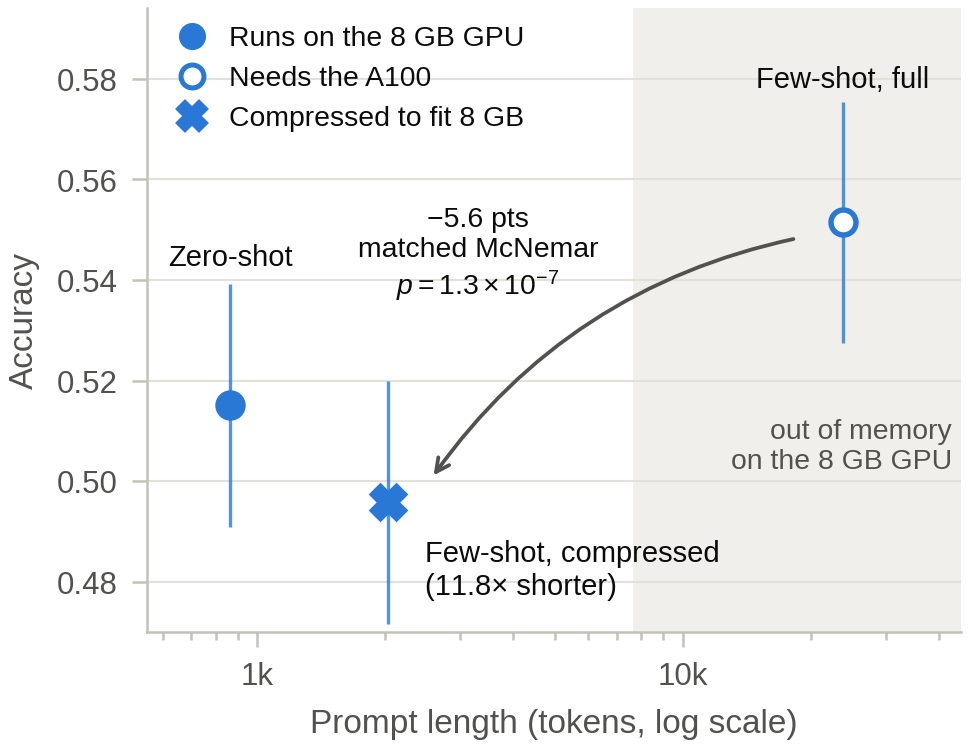 Runs on the 8 GB GPU
Needs the A100
Compressed to fit 8 GB
Few-shot, full
−5.6 pts
matched McNemar
p = 1.3 × 10⁻⁷
Zero-shot
out of memory
on the 8 GB GPU
Few-shot, compressed
(11.8× shorter)
Accuracy
0.58
0.56
0.54
0.52
0.50
0.48
1k
10k
Prompt length (tokens, log scale)